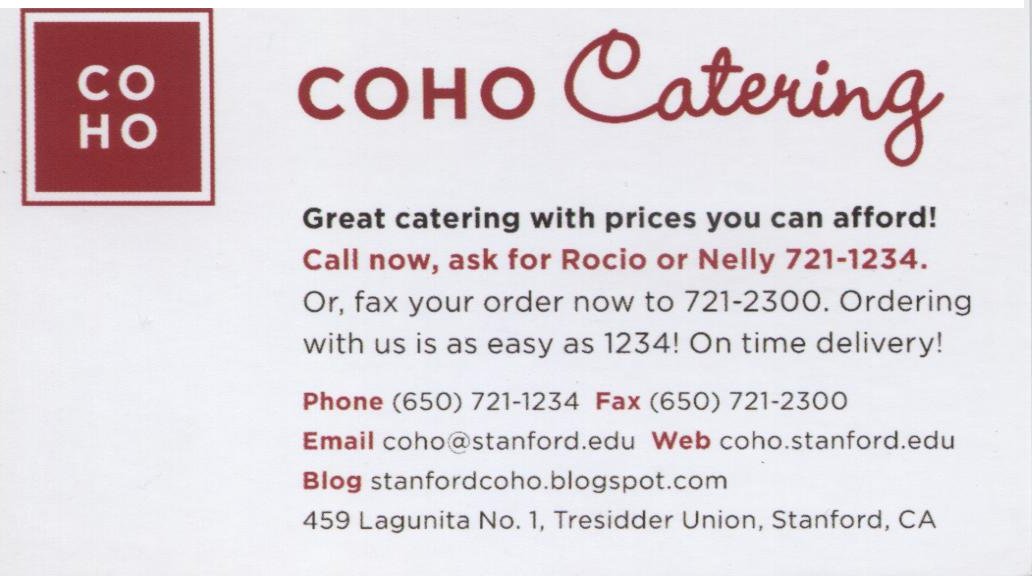 CO
HO
COHO Catering
Great catering with prices you can afford!
Call now, ask for Rocio or Nelly 721-1234.
Or, fax your order now to 721-2300. Ordering
with us is as easy as 1234! On time delivery!
Phone (650) 721-1234 Fax (650) 721-2300
Email coho@stanford.edu Web coho.stanford.edu
Blog stanfordcoho.blogspot.com
459 Lagunita No. 1, Tresidder Union, Stanford, CA